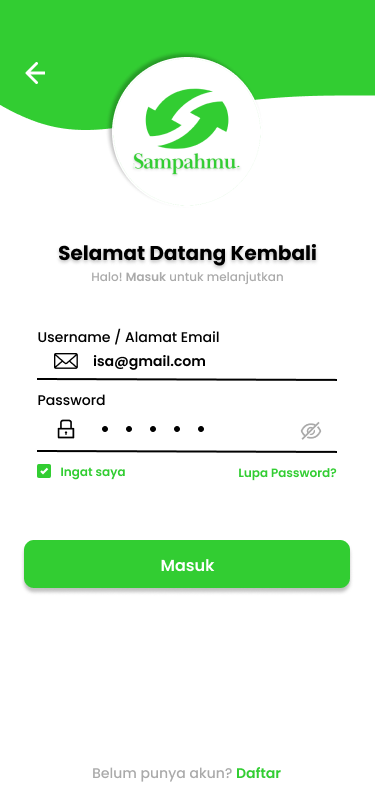 Sampahmu.
Selamat Datang Kembali
Halo! Masuk untuk melanjutkan
Username / Alamat Email
isa@gmail.com
Password
Ingat saya
Lupa Password?
Masuk
Belum punya akun? Daftar